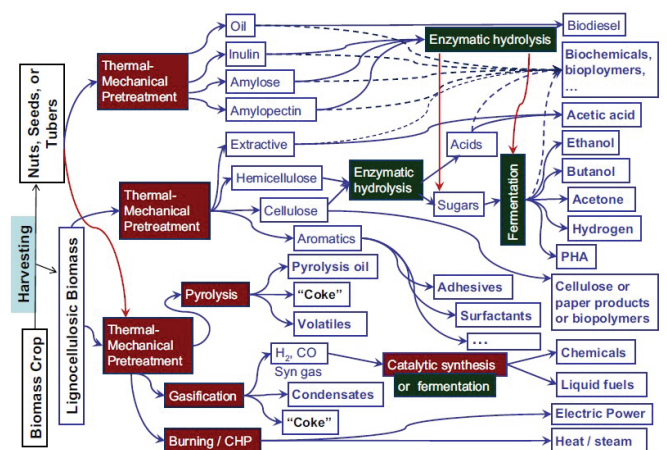 Oil
Biodiesel
Enzymatic hydrolysis
Thermal-
Mechanical
Pretreatment
Inulin
Biochemicals,
bioploymers,
...
Amylose
Amylopectin
Nuts, Seeds, or
Tubers
Acetic acid
Extractive
Acids
Ethanol
Hemicellulose
Enzymatic
hydrolysis
Butanol
Thermal-
Mechanical
Pretreatment
Sugars
Fermentation
Acetone
Cellulose
Hydrogen
Aromatics
PHA
Harvesting
Lignocellulosic Biomass
Biomass Crop
Pyrolysis oil
Pyrolysis
"Coke"
Volatiles
Adhesives
Surfactants
...
Cellulose or
paper products
or biopolymers
Thermal-
Mechanical
Pretreatment
H2, CO
Syn gas
Catalytic synthesis
or fermentation
Chemicals
Liquid fuels
Gasification
Condensates
"Coke"
Electric Power
Burning / CHP
Heat / steam